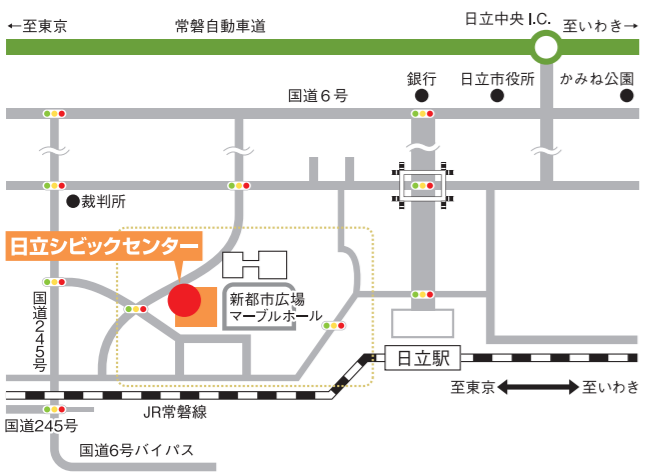 ←至東京
常磐自動車道
日立中央 I.C.
至いわき→
銀行
日立市役所
かみね公園
国道6号
裁判所
日立シビックセンター
新都市広場
マーブルホール
国道245号
日立駅
至東京
至いわき
JR常磐線
国道245号
国道6号バイパス